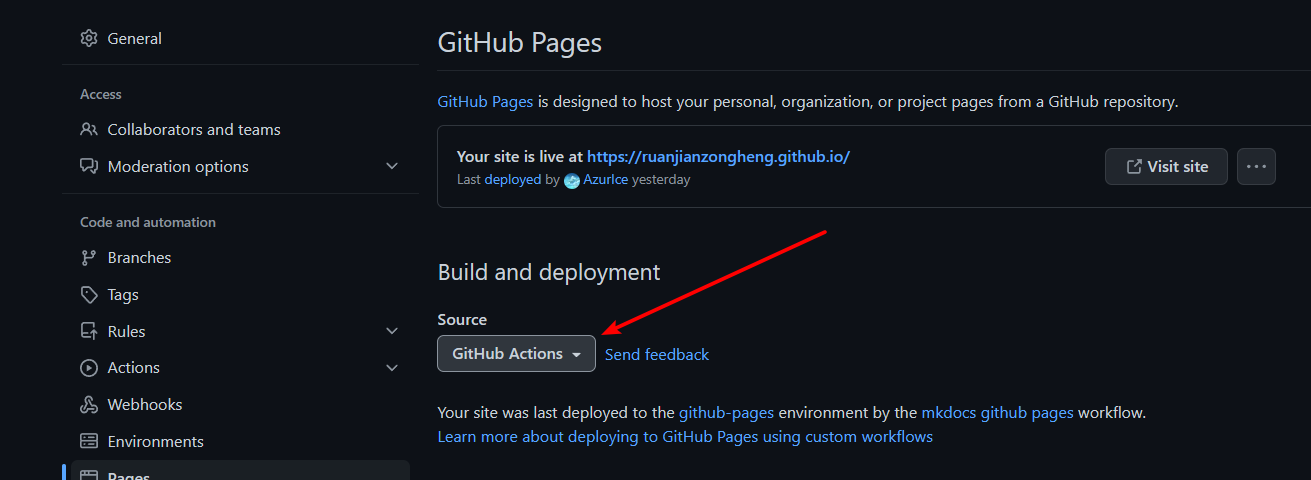 General
Access
Collaborators and teams
Moderation options
Code and automation
Branches
Tags
Rules
Actions
Webhooks
Environments
Pages
GitHub Pages
GitHub Pages is designed to host your personal, organization, or project pages from a GitHub repository.
Your site is live at https://ruanjianzongheng.github.io/
Last deployed by AzurIce yesterday
Visit site
Build and deployment
Source
GitHub Actions
Send feedback
Your site was last deployed to the github-pages environment by the mkdocs github pages workflow.
Learn more about deploying to GitHub Pages using custom workflows